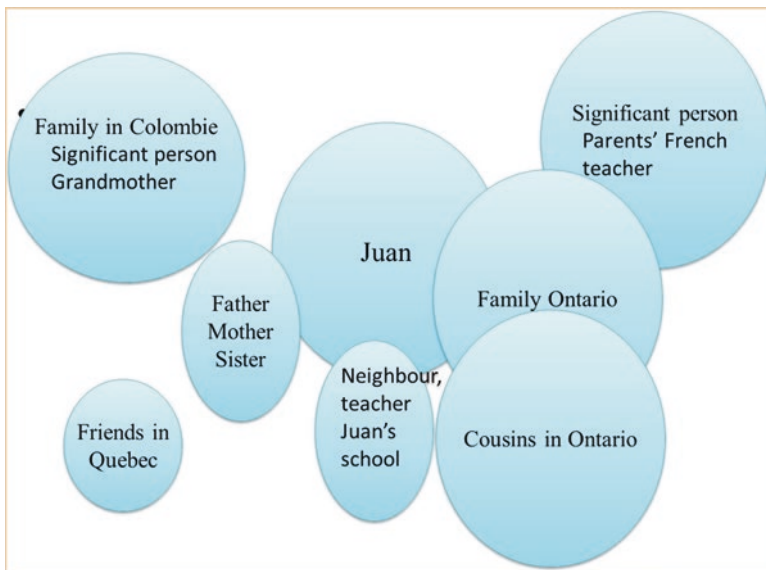 Family in Colombie
Significant person
Grandmother
Significant person
Parents' French
teacher
Juan
Family Ontario
Father
Mother
Sister
Neighbour,
teacher
Juan's
school
Cousins in Ontario
Friends in
Quebec